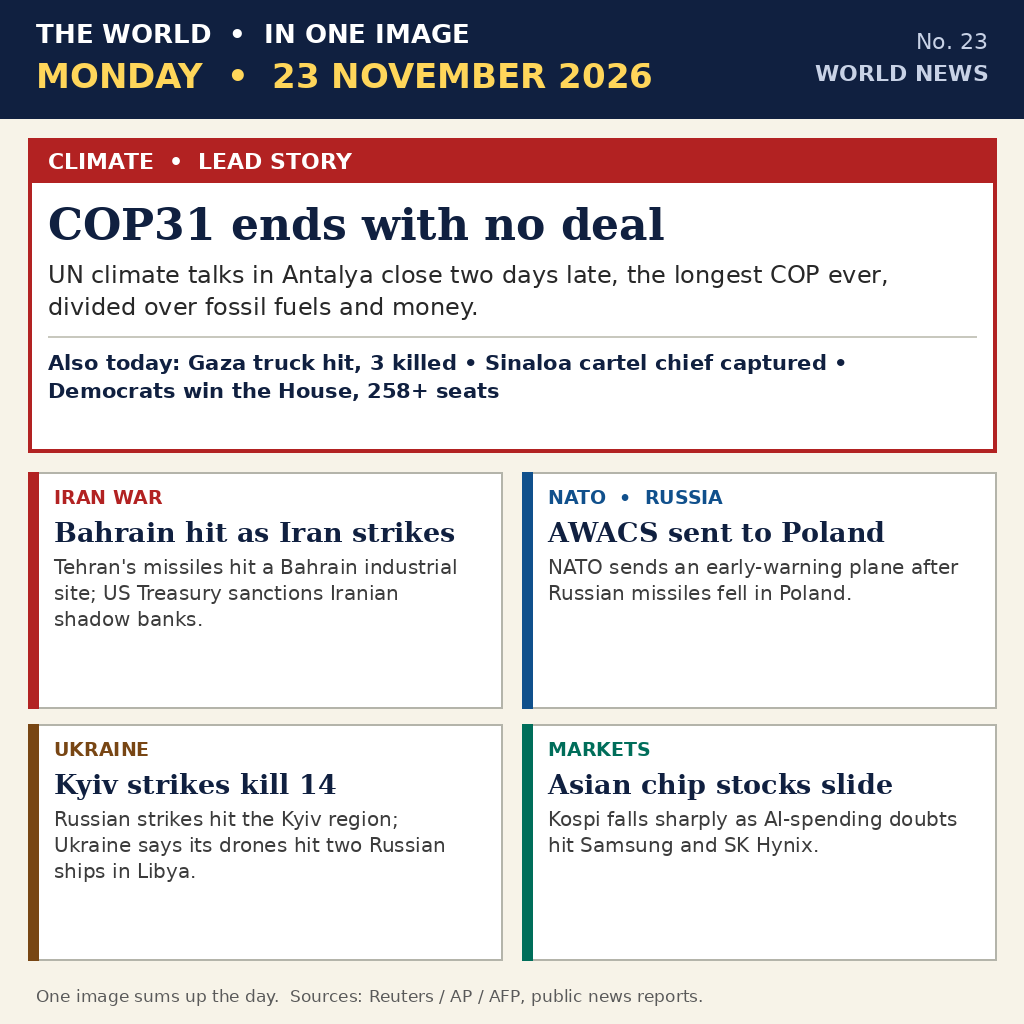 THE WORLD • IN ONE IMAGE
MONDAY • 23 NOVEMBER 2026
No. 23
WORLD NEWS
CLIMATE • LEAD STORY
COP31 ends with no deal
UN climate talks in Antalya close two days late, the longest COP ever,
divided over fossil fuels and money.
Also today: Gaza truck hit, 3 killed • Sinaloa cartel chief captured •
Democrats win the House, 258+ seats
IRAN WAR
Bahrain hit as Iran strikes
Tehran's missiles hit a Bahrain industrial
site; US Treasury sanctions Iranian
shadow banks.
NATO • RUSSIA
AWACS sent to Poland
NATO sends an early-warning plane after
Russian missiles fell in Poland.
UKRAINE
Kyiv strikes kill 14
Russian strikes hit the Kyiv region;
Ukraine says its drones hit two Russian
ships in Libya.
MARKETS
Asian chip stocks slide
Kospi falls sharply as AI-spending doubts
hit Samsung and SK Hynix.
One image sums up the day. Sources: Reuters / AP / AFP, public news reports.